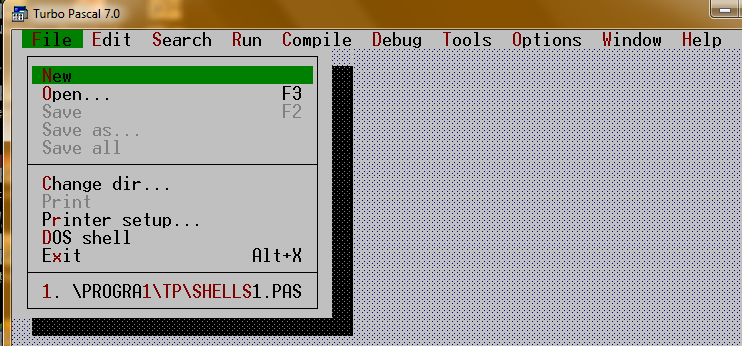 Turbo Pascal 7.0
File Edit Search Run Compile Debug Tools Options Window Help
New
Open... F3
Save F2
Save as...
Save all
Change dir...
Print
Printer setup...
DOS shell
Exit Alt+X
1. \PROGRA1\TP\SHELLS1.PAS